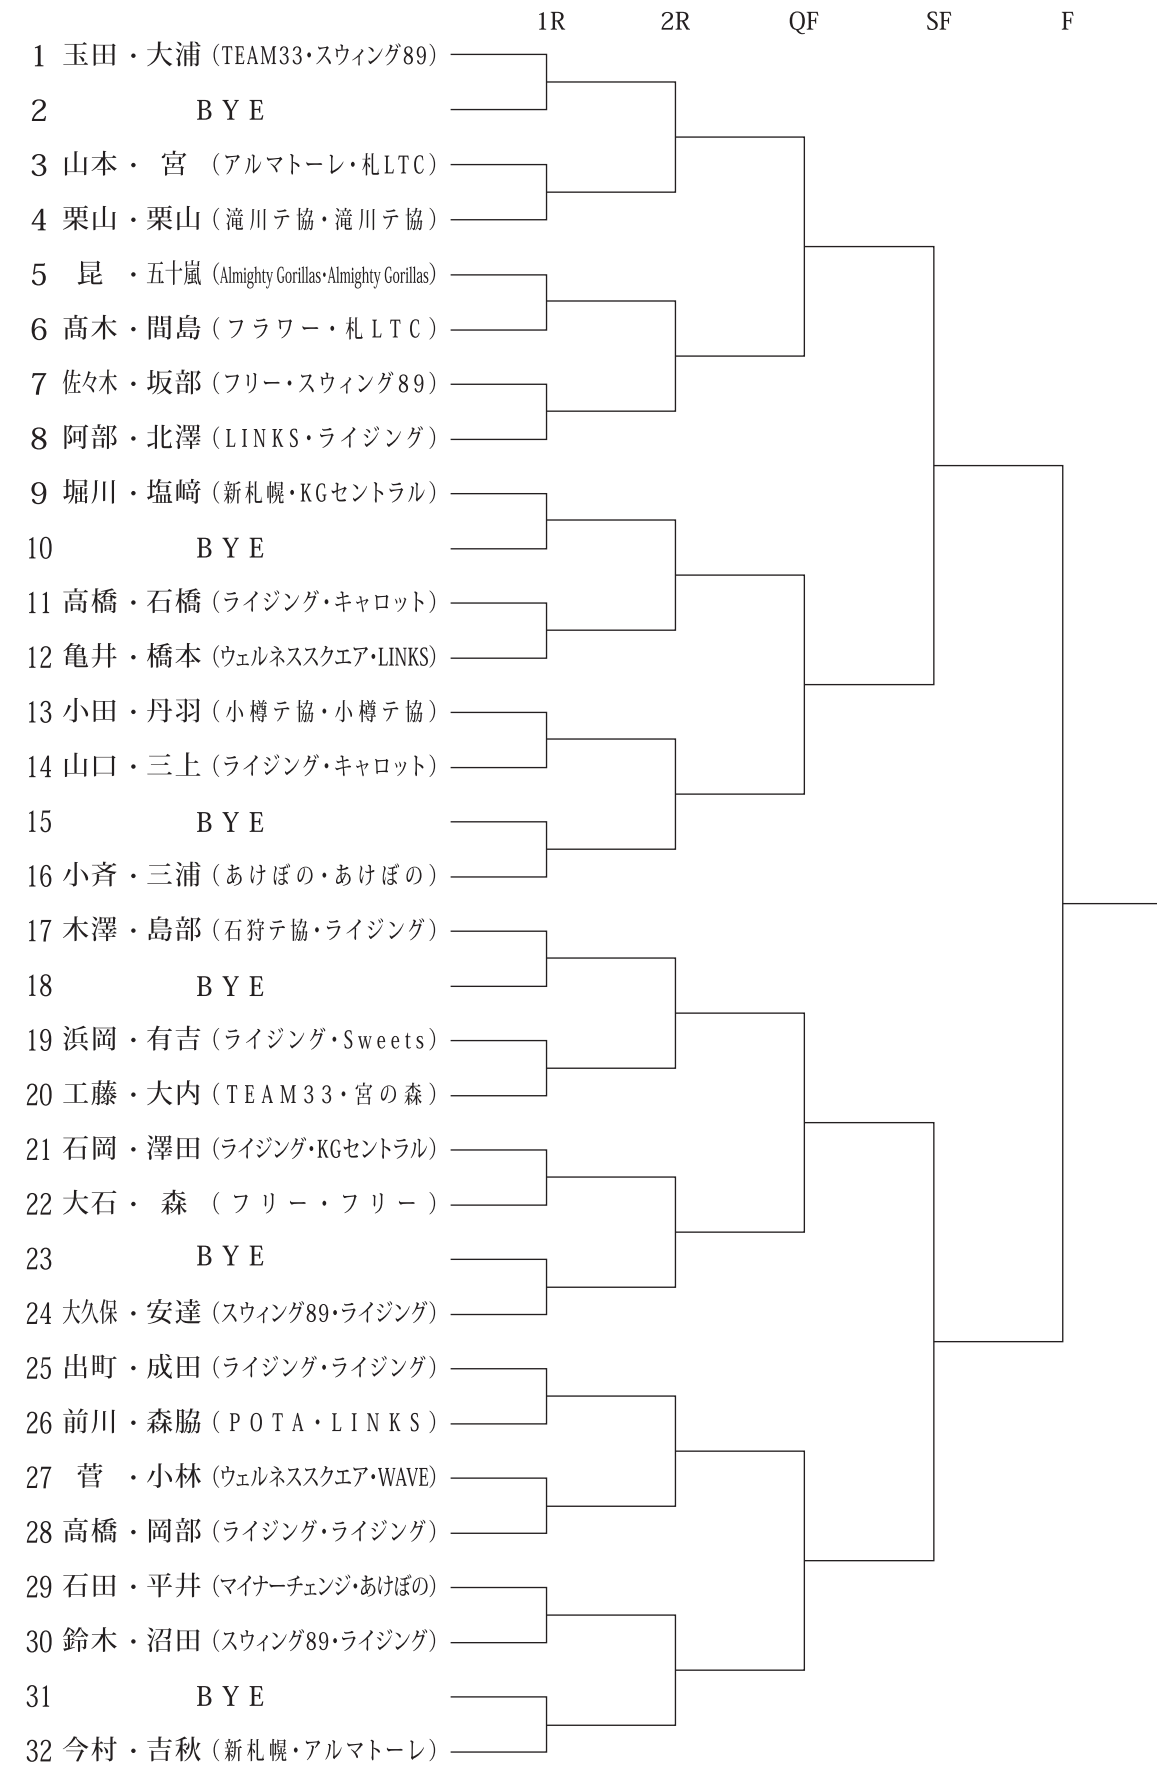 1R 2R QF SF F
1 玉田・大浦（TEAM33・スウィング89）
2 BYE
3 山本・宮（アルマトーレ・札LTC）
4 栗山・栗山（滝川テ協・滝川テ協）
5 昆・五十嵐（Almighty Gorillas・Almighty Gorillas）
6 髙木・間島（フラワー・札LTC）
7 佐々木・坂部（フリー・スウィング89）
8 阿部・北澤（LINKS・ライジング）
9 堀川・塩﨑（新札幌・KGセントラル）
10 BYE
11 高橋・石橋（ライジング・キャロット）
12 亀井・橋本（ウェルネススクエア・LINKS）
13 小田・丹羽（小樽テ協・小樽テ協）
14 山口・三上（ライジング・キャロット）
15 BYE
16 小斉・三浦（あけぼの・あけぼの）
17 木澤・島部（石狩テ協・ライジング）
18 BYE
19 浜岡・有吉（ライジング・Sweets）
20 工藤・大内（TEAM33・宮の森）
21 石岡・澤田（ライジング・KGセントラル）
22 大石・森（フリー・フリー）
23 BYE
24 大久保・安達（スウィング89・ライジング）
25 出町・成田（ライジング・ライジング）
26 前川・森脇（POTA・LINKS）
27 菅・小林（ウェルネススクエア・WAVE）
28 高橋・岡部（ライジング・ライジング）
29 石田・平井（マイナーチェンジ・あけぼの）
30 鈴木・沼田（スウィング89・ライジング）
31 BYE
32 今村・吉秋（新札幌・アルマトーレ）